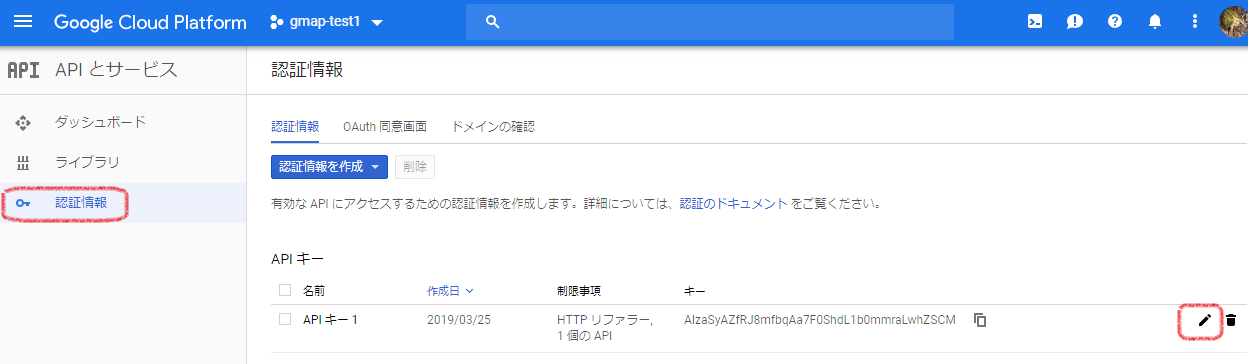 Google Cloud Platform
gmap-test1
API
API とサービス
認証情報
ダッシュボード
ライブラリ
認証情報
認証情報
OAuth 同意画面
ドメインの確認
認証情報を作成
削除
有効な API にアクセスするための認証情報を作成します。詳細については、認証のドキュメント をご覧ください。
API キー
名前
作成日
制限事項
キー
API キー 1
2019/03/25
HTTP リファラー,
1 個の API
AIzaSyAZfRJ8mfbqAa7F0ShdL1b0mmraLwhZSCM